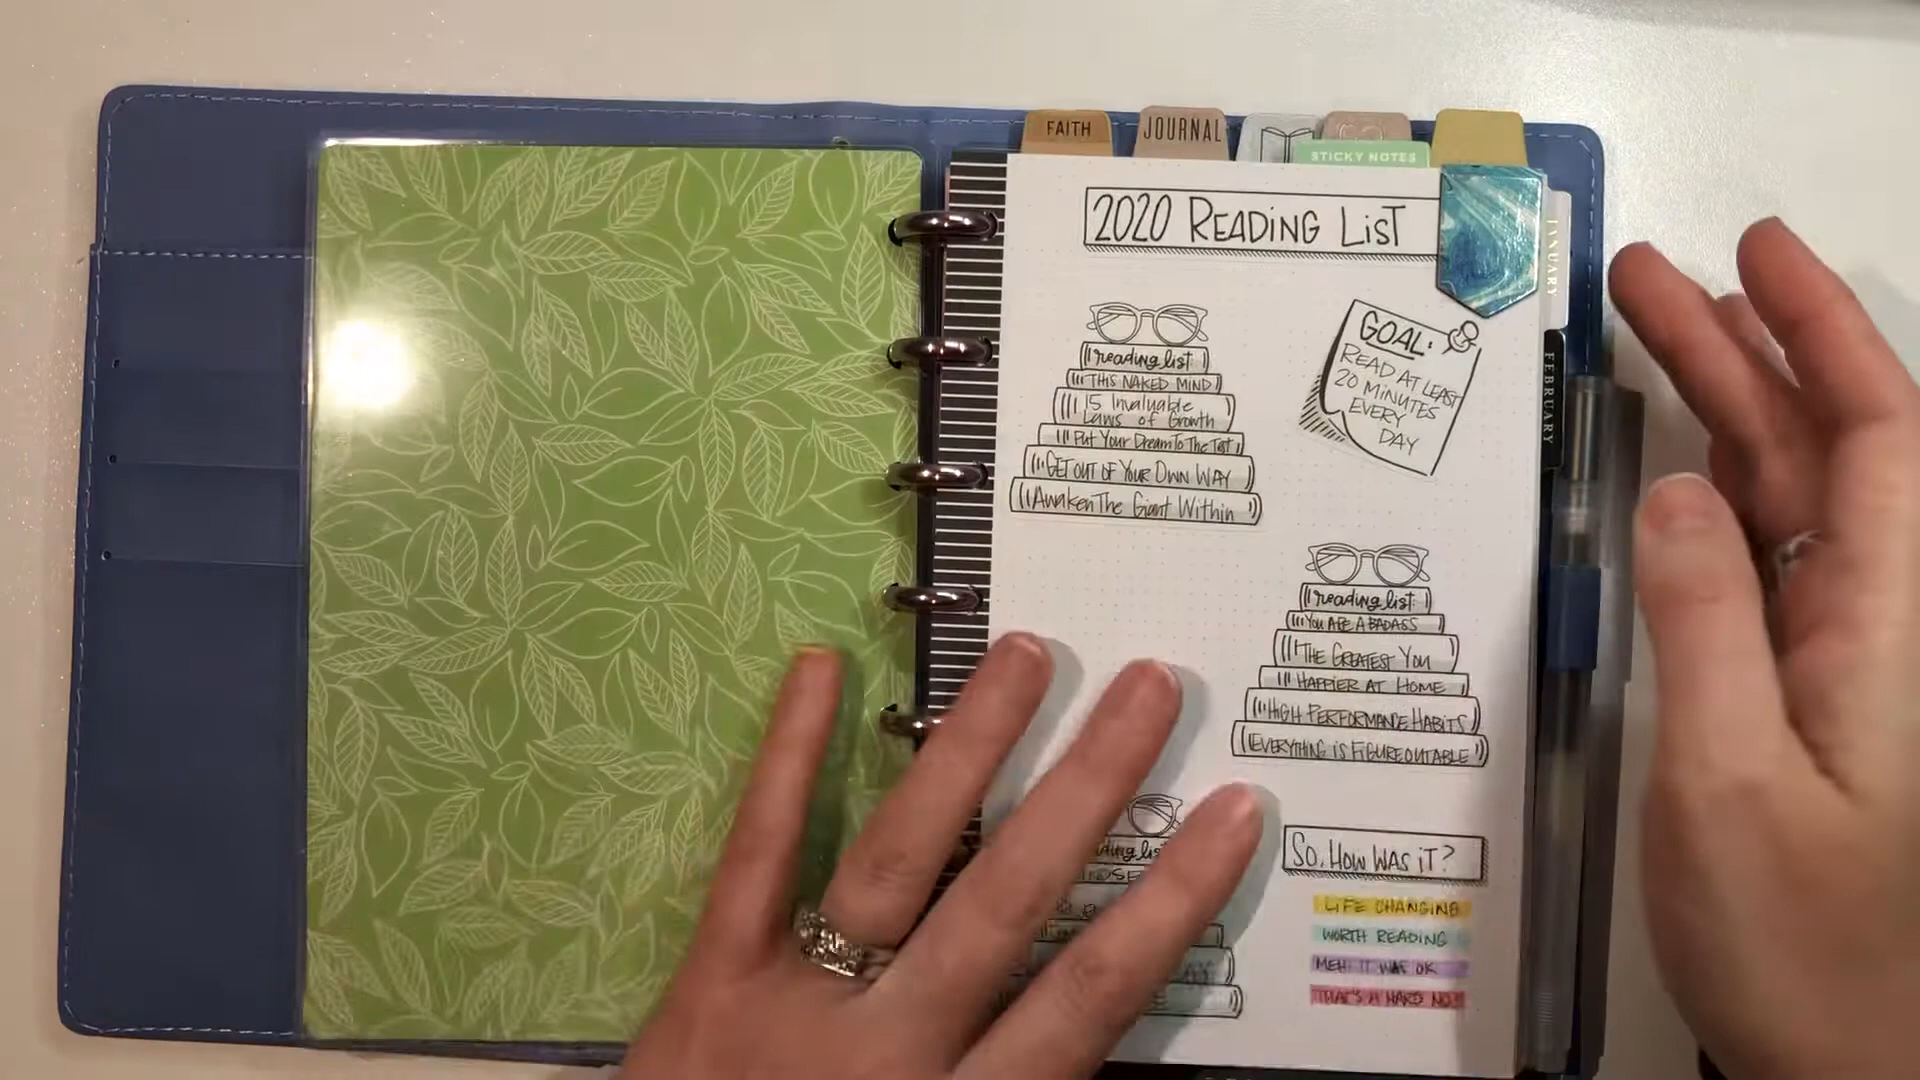 FAITH
JOURNAL
STICKY NOTES
2020 READING LIST
JANUARY
FEBRUARY
reading list
THIS NAKED MIND
15 Invaluable
Laws of Growth
Put Your Dream To The Test
GET OUT OF YOUR OWN WAY
Awaken The Giant Within
GOAL:
READ AT LEAST
20 MINUTES
EVERY
DAY
reading list
YOU ARE A BADASS
THE GREATEST YOU
HAPPIER AT HOME
HIGH PERFORMANCE HABITS
EVERYTHING IS FIGUREOUTABLE
SO, HOW WAS IT?
LIFE CHANGING
WORTH READING
MEH! IT WAS OK
THAT'S A HARD NO!!